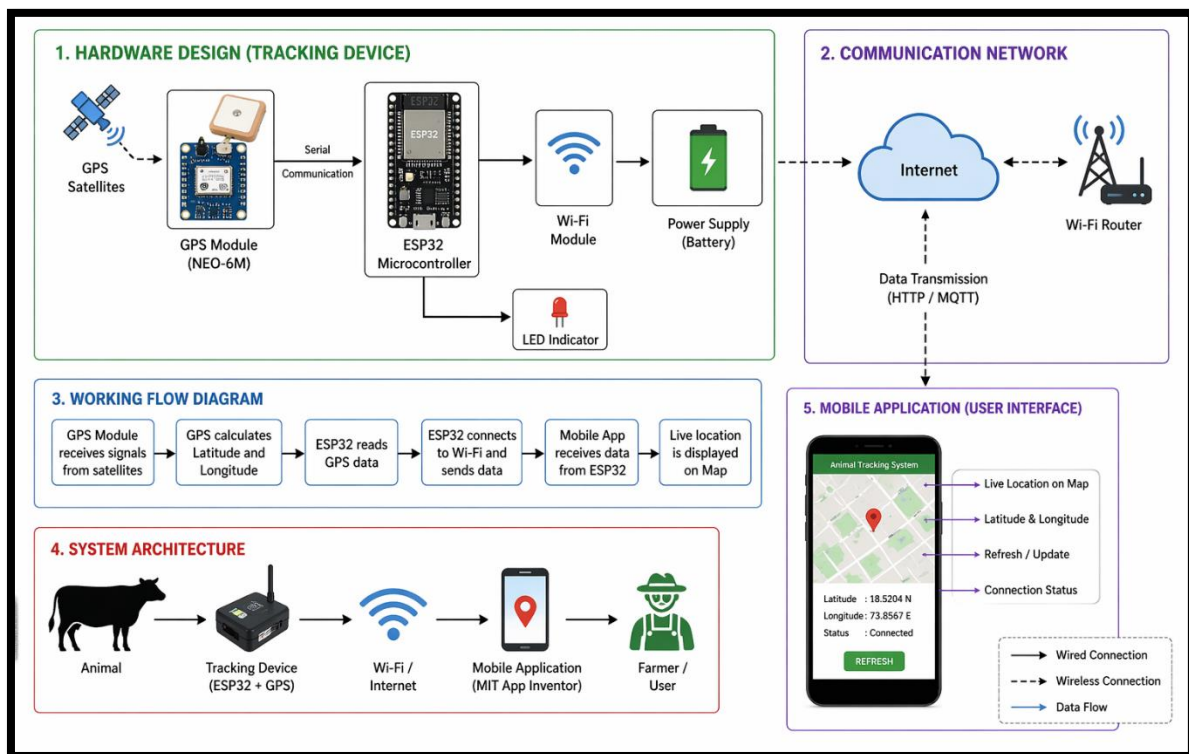 1. HARDWARE DESIGN (TRACKING DEVICE)
GPS
Satellites
GPS Module
(NEO-6M)
Serial
Communication
ESP32
ESP32
ESP32
Microcontroller
Wi-Fi
Module
Power Supply
(Battery)
LED Indicator
2. COMMUNICATION NETWORK
Internet
Wi-Fi Router
Data Transmission
(HTTP / MQTT)
3. WORKING FLOW DIAGRAM
GPS Module
receives signals
from satellites
GPS calculates
Latitude and
Longitude
ESP32 reads
GPS data
ESP32 connects
to Wi-Fi and
sends data
Mobile App
receives data
from ESP32
Live location
is displayed
on Map
4. SYSTEM ARCHITECTURE
Animal
Tracking Device
(ESP32 + GPS)
Wi-Fi /
Internet
Mobile Application
(MIT App Inventor)
Farmer /
User
5. MOBILE APPLICATION (USER INTERFACE)
Animal Tracking System
Latitude : 18.5204 N
Longitude : 73.8567 E
Status : Connected
REFRESH
Live Location on Map
Latitude & Longitude
Refresh / Update
Connection Status
Wired Connection
Wireless Connection
Data Flow